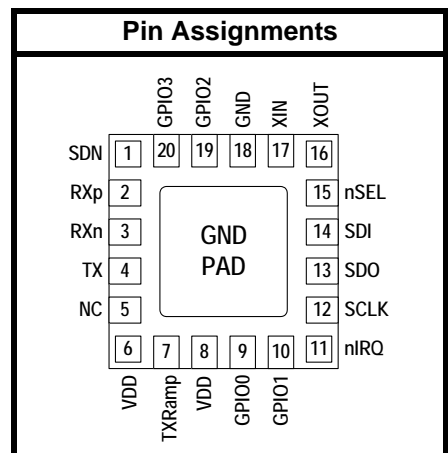 Pin Assignments
GPIO3
GPIO2
GND
XIN
XOUT
SDN 1 20 19 18 17 16
RXp 2 15 nSEL
RXn 3 GND 14 SDI
TX 4 PAD 13 SDO
NC 5 12 SCLK
6 7 8 9 10 11 nIRQ
VDD
TXRamp
VDD
GPIO0
GPIO1